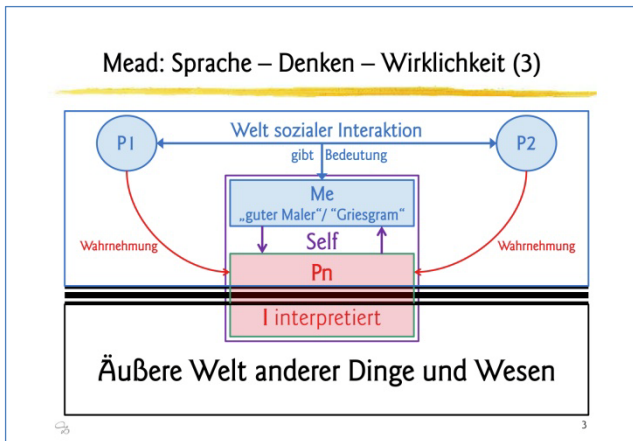 Mead: Sprache – Denken – Wirklichkeit (3)
P1
Welt sozialer Interaktion
P2
gibt Bedeutung
Me
„guter Maler“/ “Griesgram“
Wahrnehmung
Self
Wahrnehmung
Pn
I interpretiert
Äußere Welt anderer Dinge und Wesen
3